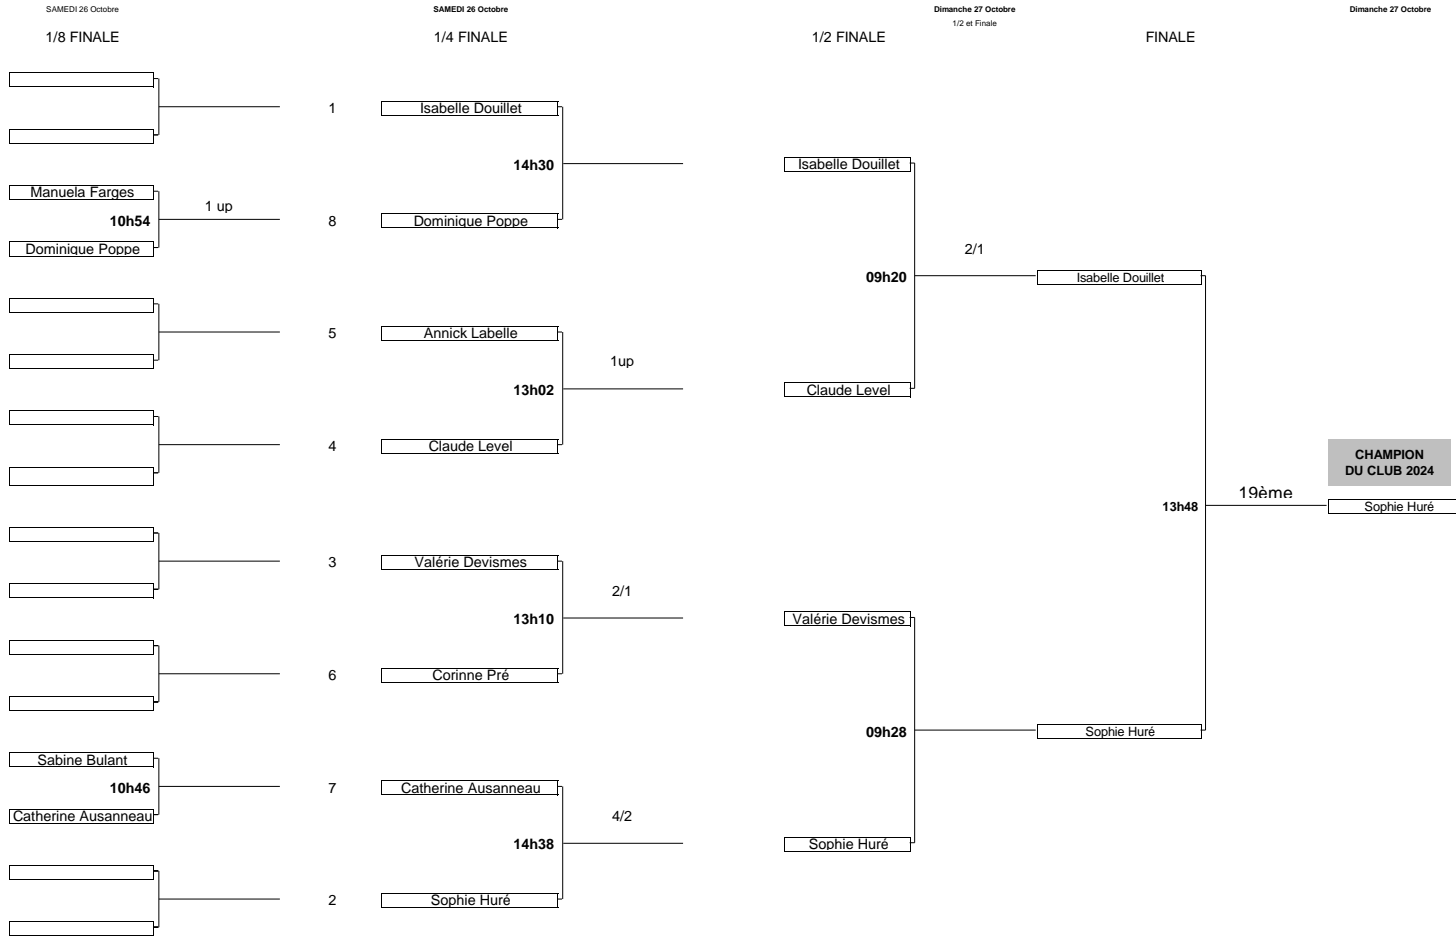 SAMEDI 26 Octobre
SAMEDI 26 Octobre
Dimanche 27 Octobre
Dimanche 27 Octobre
1/2 et Finale
1/8 FINALE
1/4 FINALE
1/2 FINALE
FINALE
1
Isabelle Douillet
14h30
Isabelle Douillet
Manuela Farges
10h54
1 up
8
Dominique Poppe
Dominique Poppe
2/1
09h20
Isabelle Douillet
5
Annick Labelle
1up
13h02
Claude Level
4
Claude Level
CHAMPION
DU CLUB 2024
19ème
13h48
Sophie Huré
3
Valérie Devismes
2/1
13h10
Valérie Devismes
6
Corinne Pré
09h28
Sophie Huré
Sabine Bulant
10h46
7
Catherine Ausanneau
Catherine Ausanneau
4/2
14h38
Sophie Huré
2
Sophie Huré